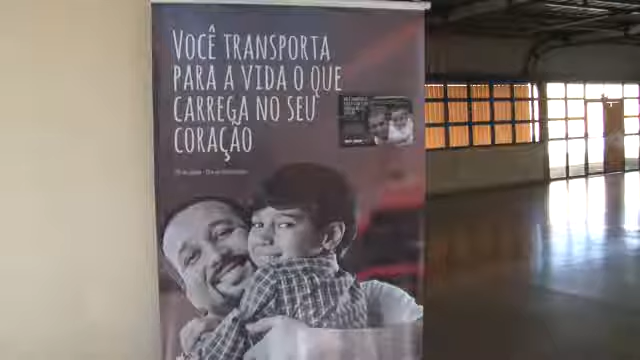 VOCÊ TRANSPORTA
PARA A VIDA O QUE
CARREGA NO SEU
CORAÇÃO